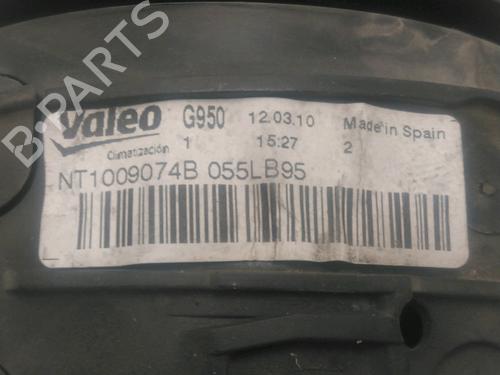 Valeo G950 12.03.10 Made in Spain
Climatización 1 15:27 2
NT1009074B 055LB95
B-PARTS